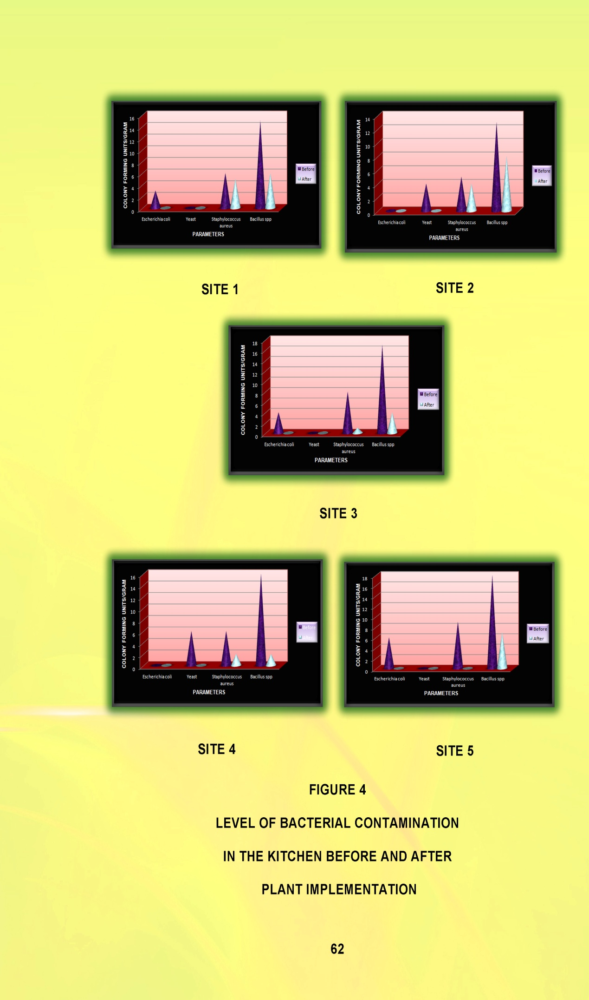 COLONY FORMING UNITS/GRAM
16
14
12
10
8
6
4
2
0
Escherichia coli
Yeast
Staphylococcus
aureus
Bacillus spp
PARAMETERS
Before
After
SITE 1
COLONY FORMING UNITS/GRAM
14
12
10
8
6
4
2
0
Escherichia coli
Yeast
Staphylococcus
aureus
Bacillus spp
PARAMETERS
Before
After
SITE 2
COLONY FORMING UNITS/GRAM
18
16
14
12
10
8
6
4
2
0
Escherichia coli
Yeast
Staphylococcus
aureus
Bacillus spp
PARAMETERS
Before
After
SITE 3
COLONY FORMING UNITS/GRAM
16
14
12
10
8
6
4
2
0
Escherichia coli
Yeast
Staphylococcus
aureus
Bacillus spp
PARAMETERS
Before
After
SITE 4
COLONY FORMING UNITS/GRAM
18
16
14
12
10
8
6
4
2
0
Escherichia coli
Yeast
Staphylococcus
aureus
Bacillus spp
PARAMETERS
Before
After
SITE 5
FIGURE 4
LEVEL OF BACTERIAL CONTAMINATION
IN THE KITCHEN BEFORE AND AFTER
PLANT IMPLEMENTATION
62